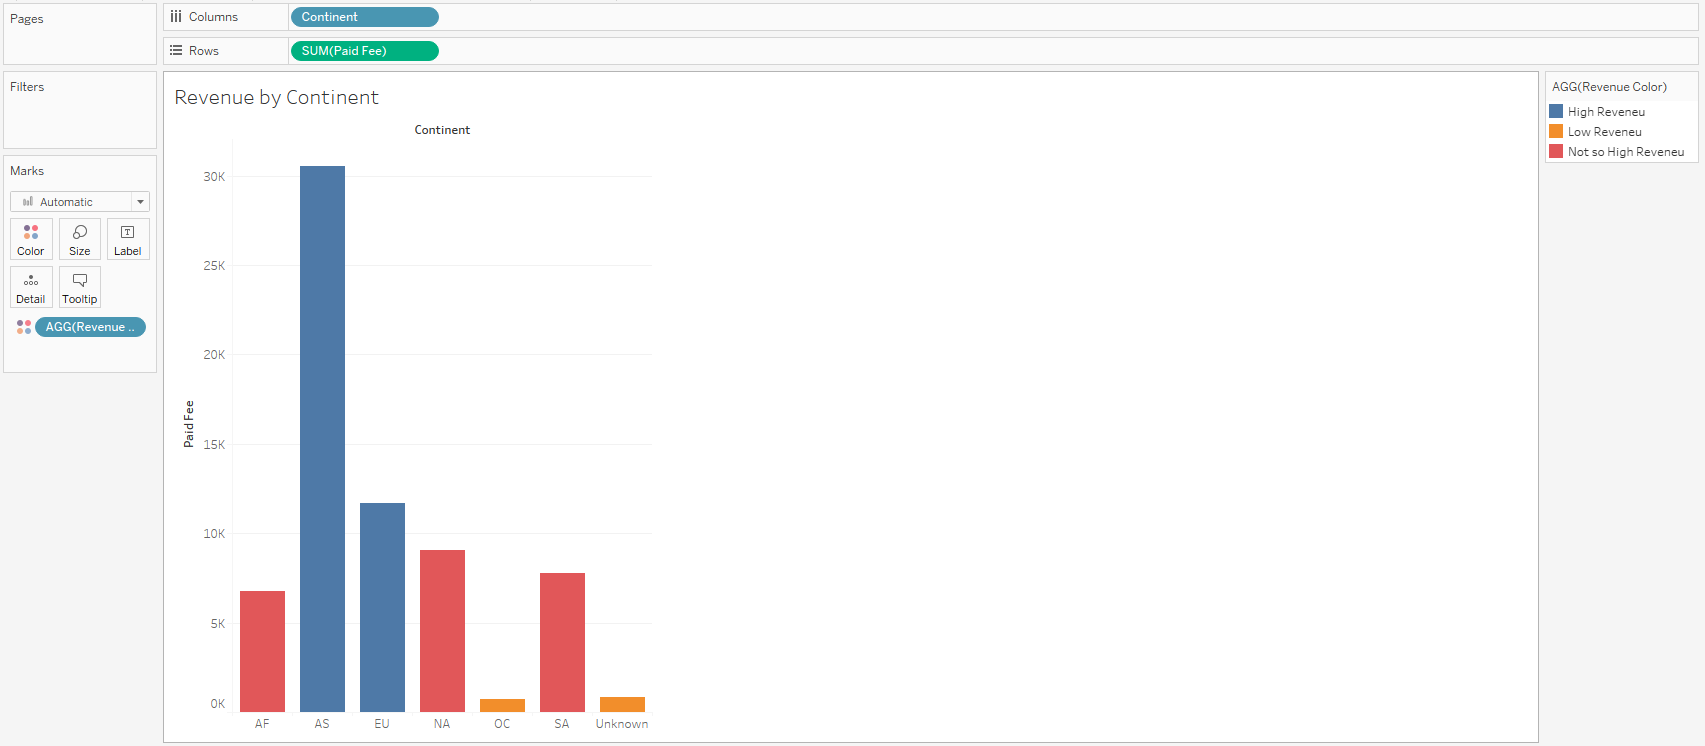 Pages
Columns
Continent
Rows
SUM(Paid Fee)
Filters
Marks
Automatic
Color
Size
Label
Detail
Tooltip
AGG(Revenue ..
Revenue by Continent
Continent
Paid Fee
30K
25K
20K
15K
10K
5K
0K
AF
AS
EU
NA
OC
SA
Unknown
AGG(Revenue Color)
High Reveneu
Low Reveneu
Not so High Reveneu